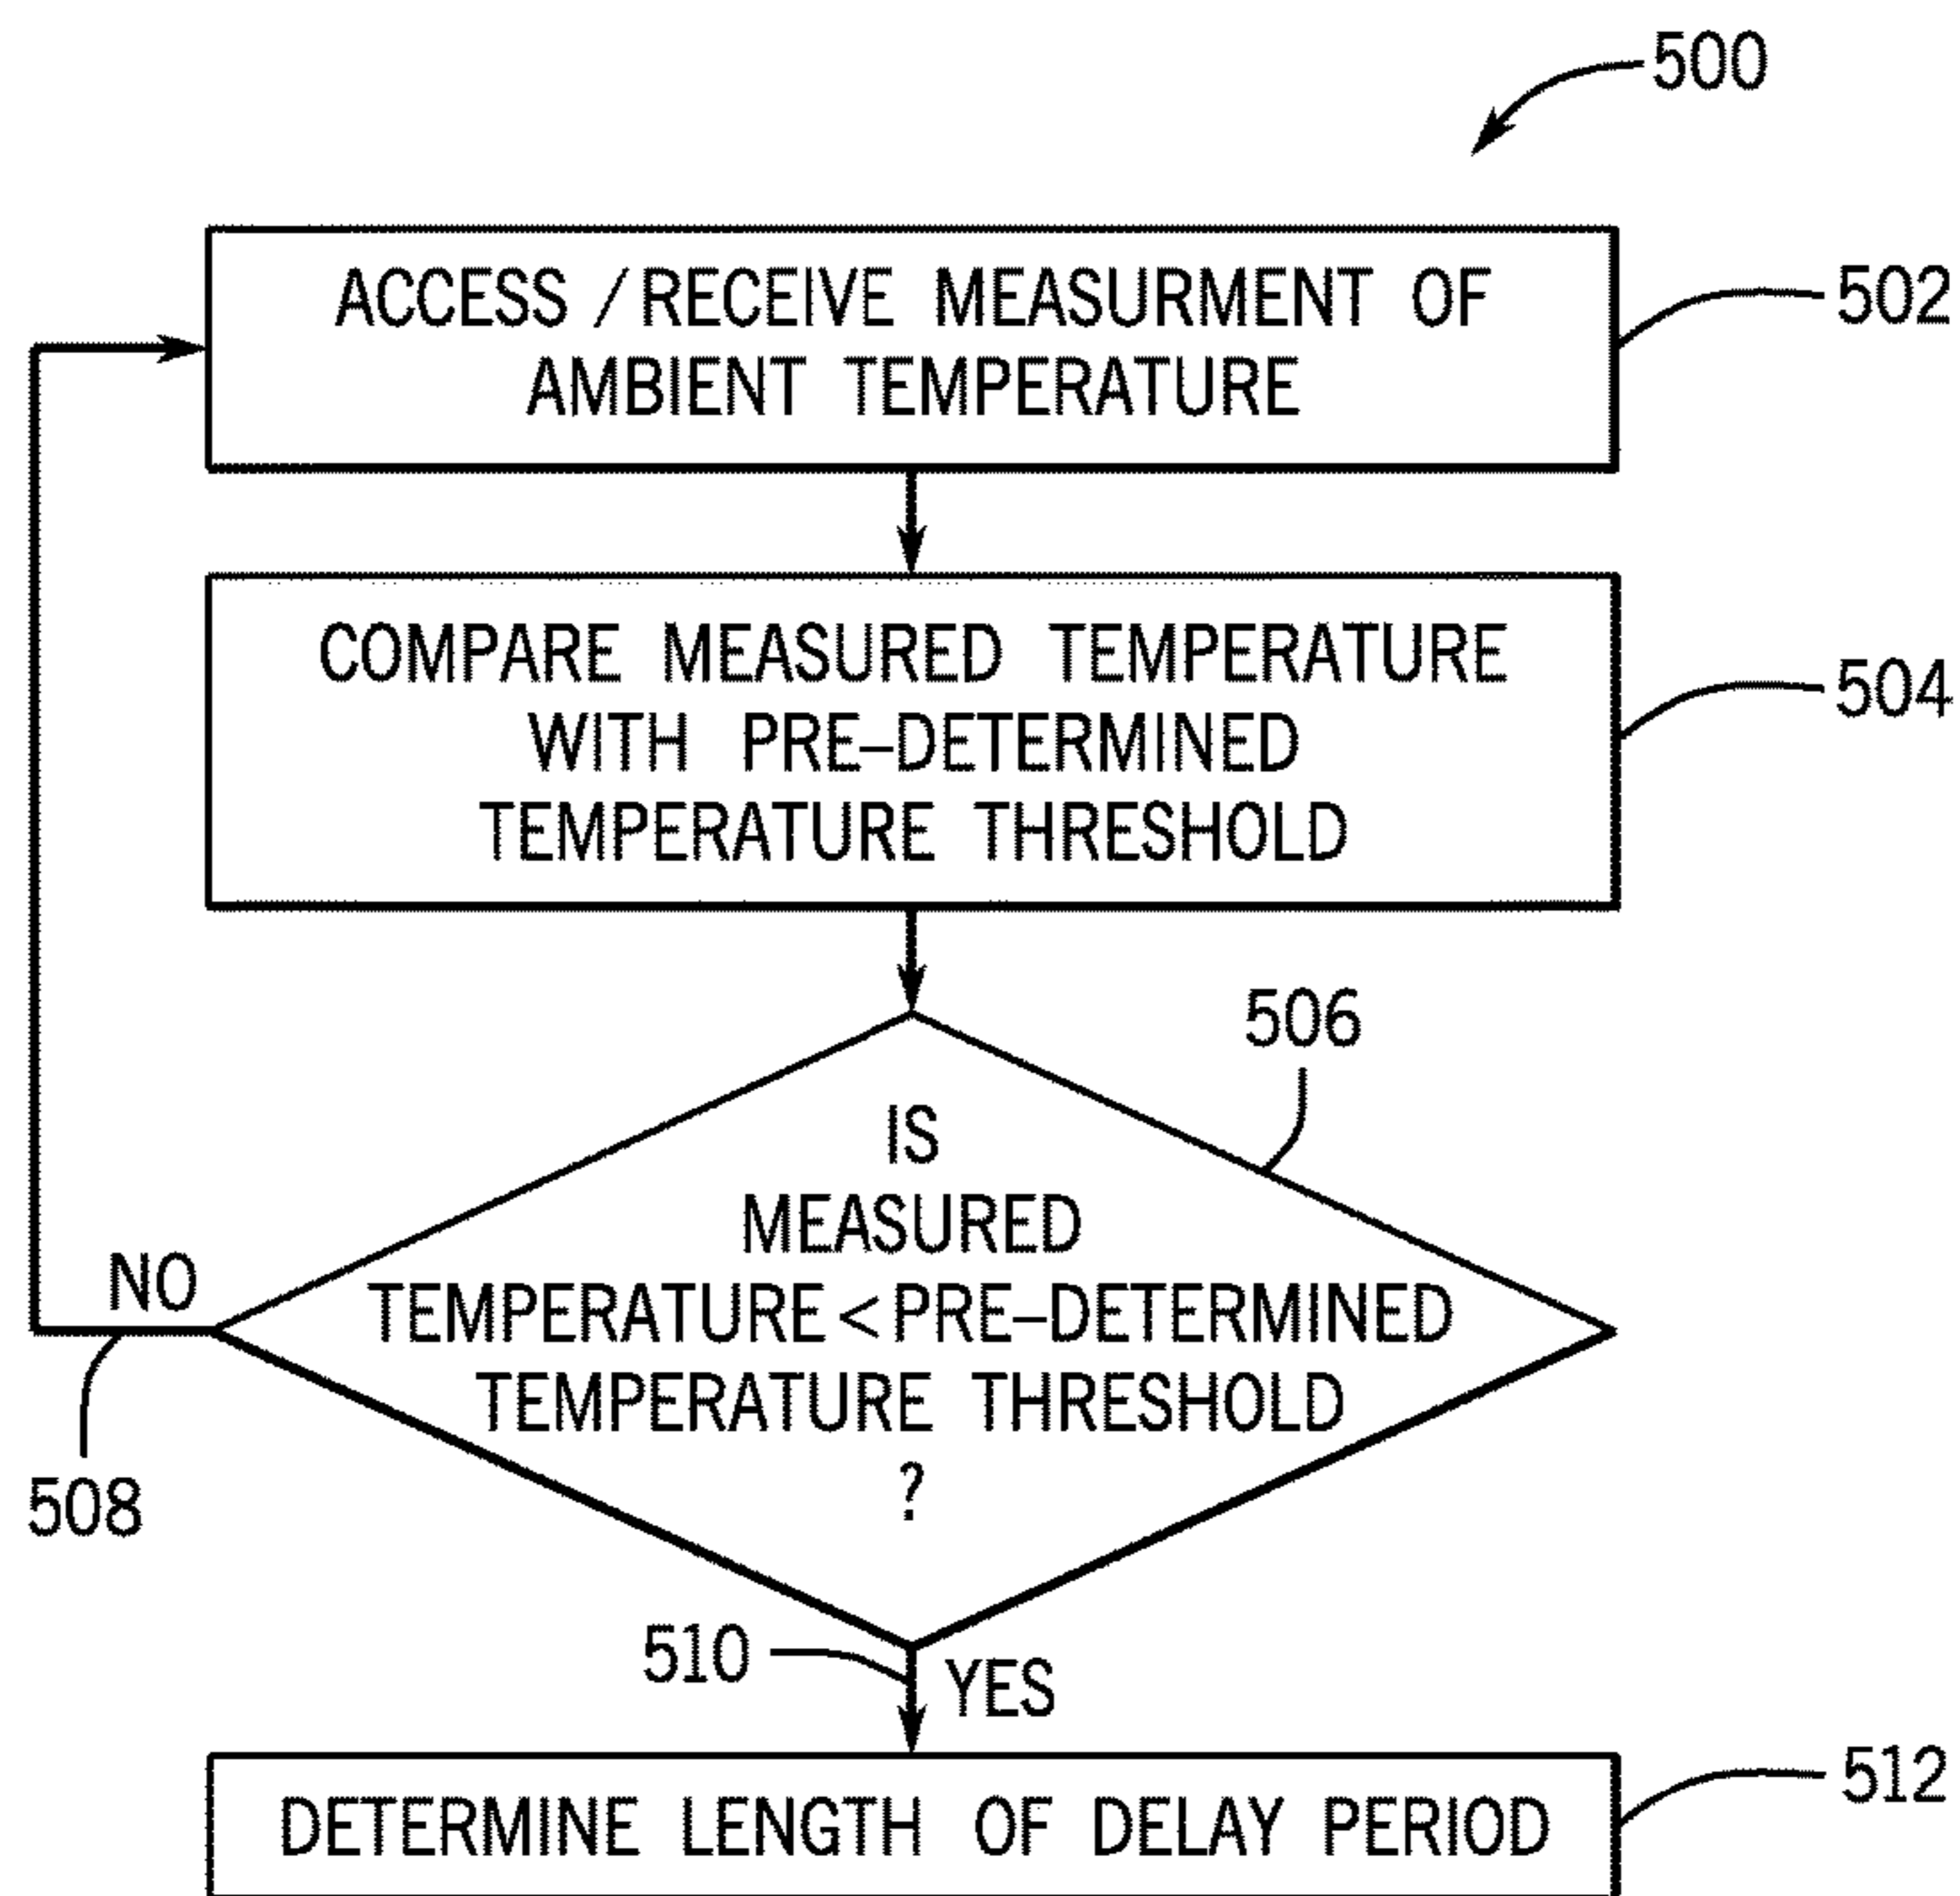 500
ACCESS / RECEIVE MEASURMENT OF
AMBIENT TEMPERATURE
502
COMPARE MEASURED TEMPERATURE
WITH PRE-DETERMINED
TEMPERATURE THRESHOLD
504
506
IS
MEASURED
TEMPERATURE < PRE-DETERMINED
TEMPERATURE THRESHOLD
?
NO
508
510
YES
DETERMINE LENGTH OF DELAY PERIOD
512